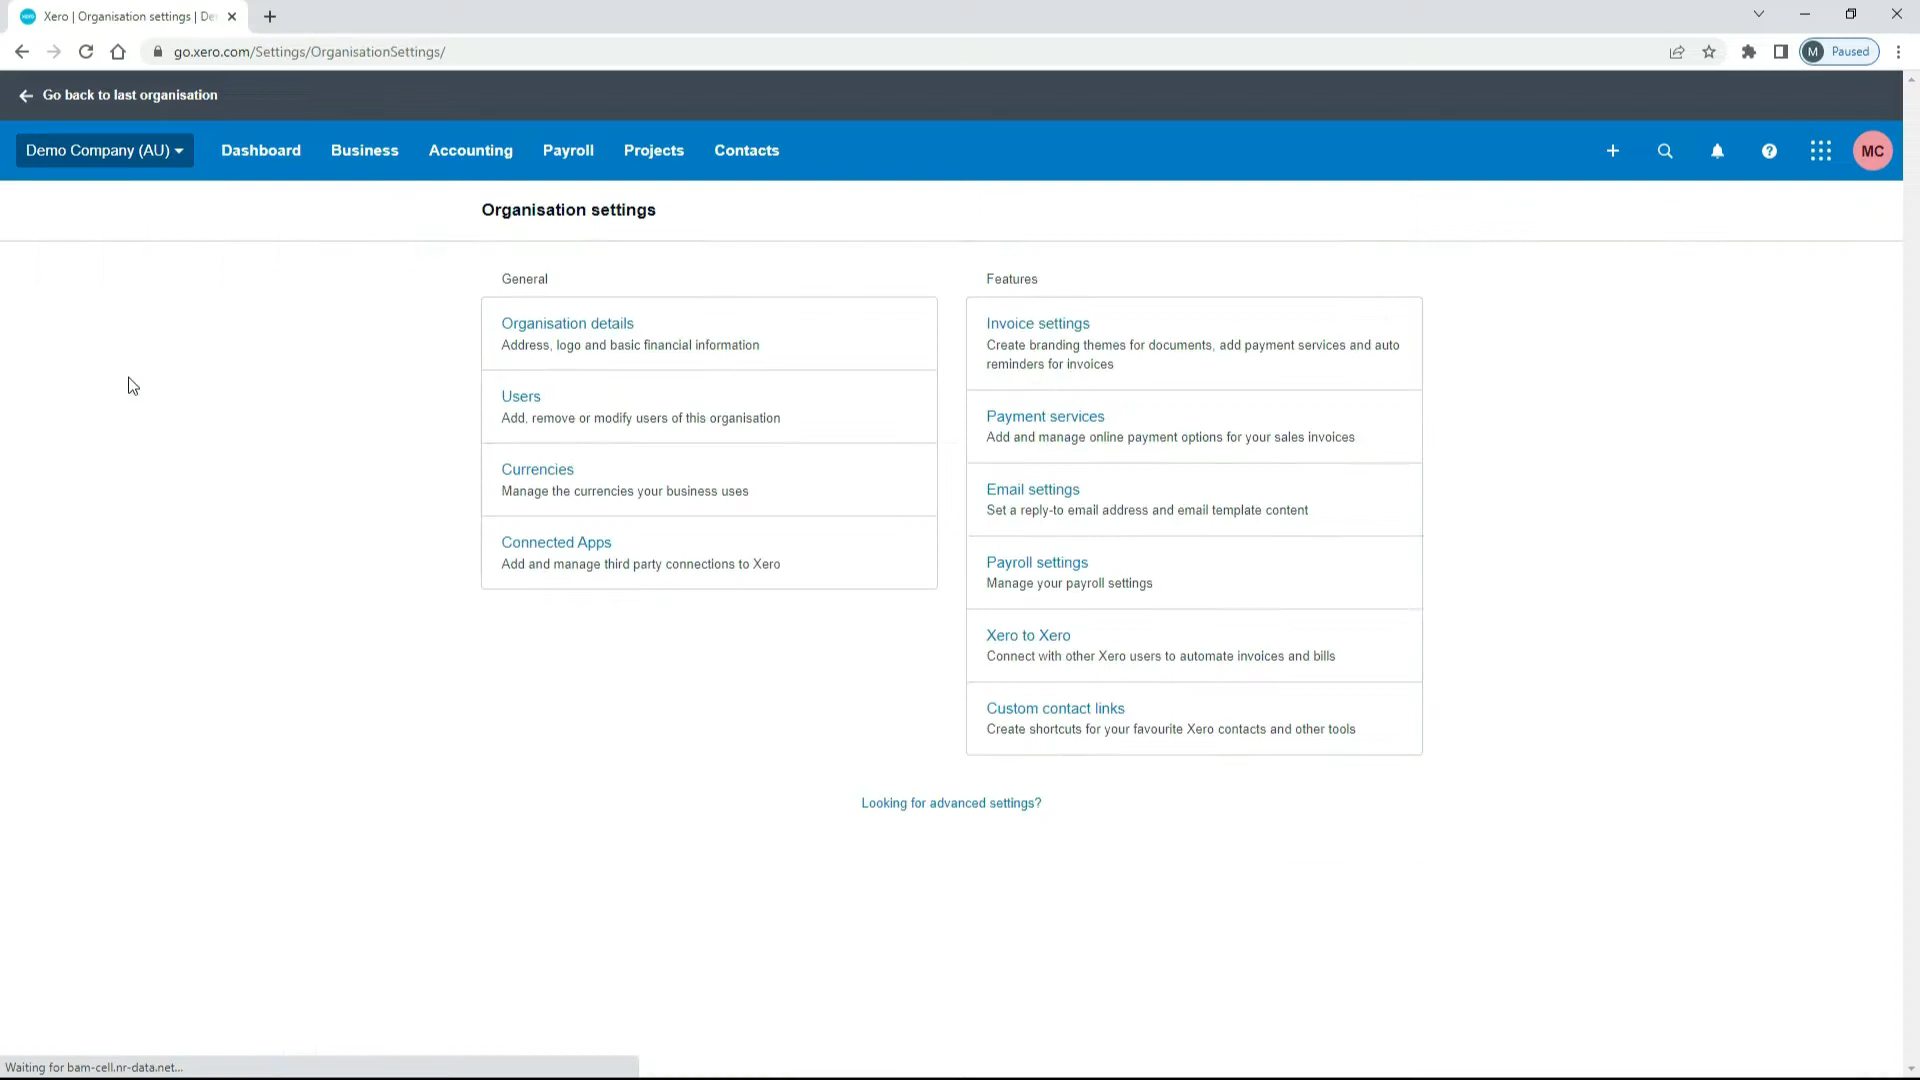 Xero | Organisation settings | De
go.xero.com/Settings/OrganisationSettings/
M Paused
Go back to last organisation
Demo Company (AU) Dashboard Business Accounting Payroll Projects Contacts
MC
Organisation settings
General
Organisation details
Address, logo and basic financial information
Users
Add, remove or modify users of this organisation
Currencies
Manage the currencies your business uses
Connected Apps
Add and manage third party connections to Xero
Features
Invoice settings
Create branding themes for documents, add payment services and auto
reminders for invoices
Payment services
Add and manage online payment options for your sales invoices
Email settings
Set a reply-to email address and email template content
Payroll settings
Manage your payroll settings
Xero to Xero
Connect with other Xero users to automate invoices and bills
Custom contact links
Create shortcuts for your favourite Xero contacts and other tools
Looking for advanced settings?
Waiting for bam-cell.nr-data.net...